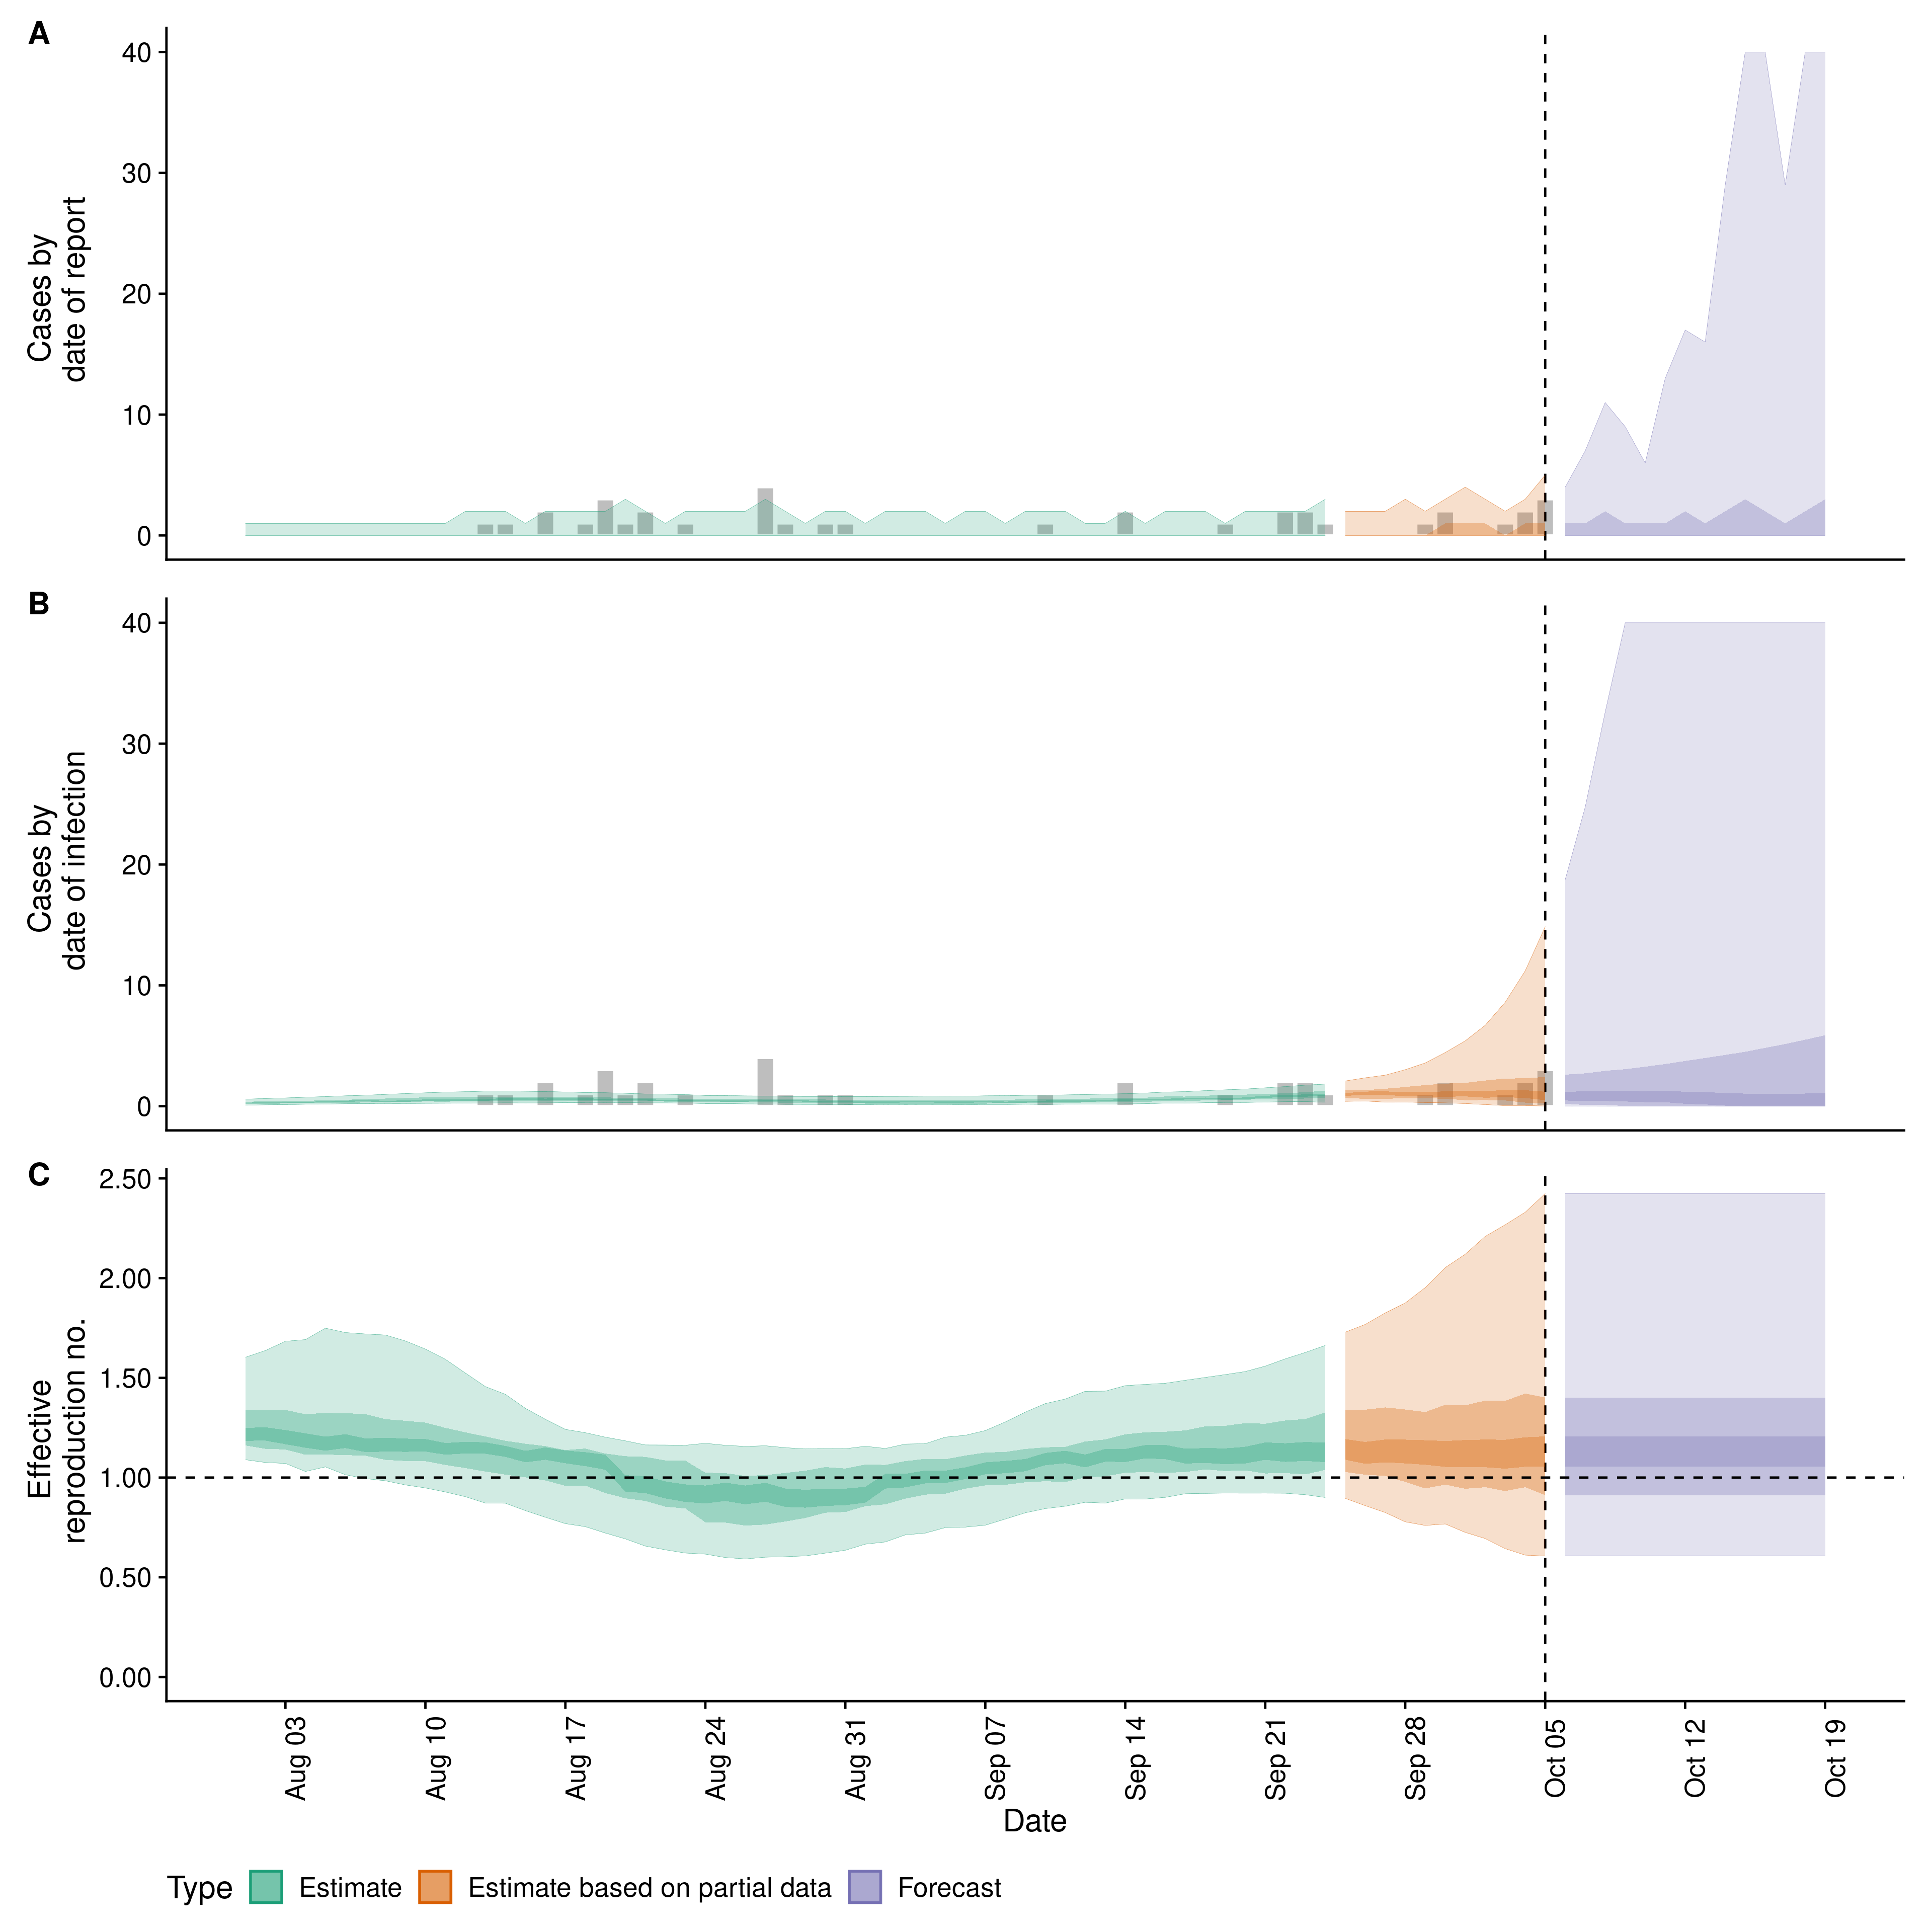 A
40
30
20
10
0
Cases by
date of report
B
40
30
20
10
0
Cases by
date of infection
C
2.50
2.00
1.50
1.00
0.50
0.00
Effective
reproduction no.
Aug 03
Aug 10
Aug 17
Aug 24
Aug 31
Sep 07
Sep 14
Sep 21
Sep 28
Oct 05
Oct 12
Oct 19
Date
Type Estimate Estimate based on partial data Forecast